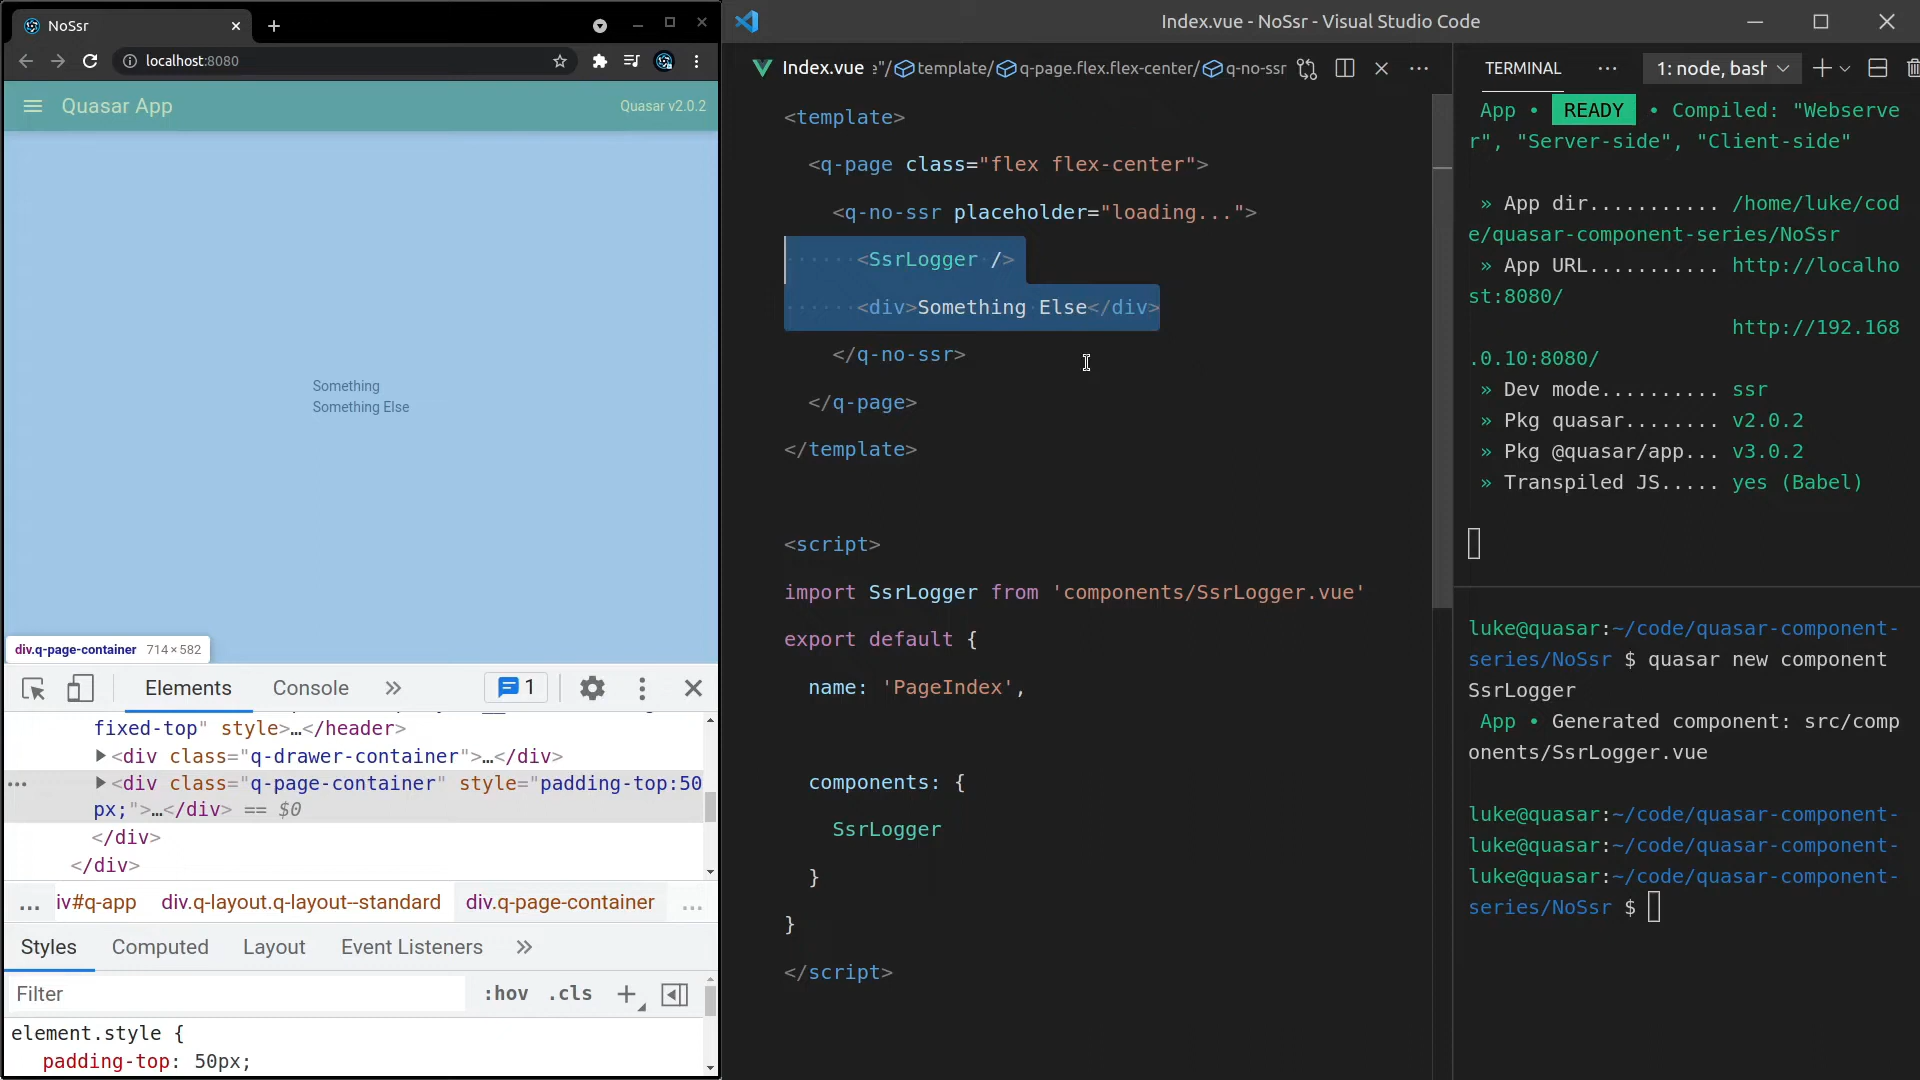 NoSsr
localhost:8080
Quasar App
Quasar v2.0.2
Something
Something Else
div.q-page-container 714 × 582
Elements
Console
1
fixed-top" style>…</header>
<div class="q-drawer-container">…</div>
<div class="q-page-container" style="padding-top:50
px;">…</div> == $0
</div>
</div>
... iv#q-app div.q-layout.q-layout--standard div.q-page-container ...
Styles Computed Layout Event Listeners
Filter
:hov .cls
element.style {
padding-top: 50px;
Index.vue - NoSsr - Visual Studio Code
Index.vue e"/ template/ q-page.flex.flex-center/ q-no-ssr
<template>
<q-page class="flex flex-center">
<q-no-ssr placeholder="loading...">
<SsrLogger />
<div>Something Else</div>
</q-no-ssr>
</q-page>
</template>
<script>
import SsrLogger from 'components/SsrLogger.vue'
export default {
name: 'PageIndex',
components: {
SsrLogger
}
}
</script>
TERMINAL
1: node, bash
App • READY • Compiled: "Webserve
r", "Server-side", "Client-side"
» App dir........... /home/luke/cod
e/quasar-component-series/NoSsr
» App URL........... http://localho
st:8080/
http://192.168
.0.10:8080/
» Dev mode.......... ssr
» Pkg quasar........ v2.0.2
» Pkg @quasar/app... v3.0.2
» Transpiled JS..... yes (Babel)
luke@quasar:~/code/quasar-component-
series/NoSsr $ quasar new component
SsrLogger
App • Generated component: src/comp
onents/SsrLogger.vue
luke@quasar:~/code/quasar-component-
luke@quasar:~/code/quasar-component-
luke@quasar:~/code/quasar-component-
series/NoSsr $